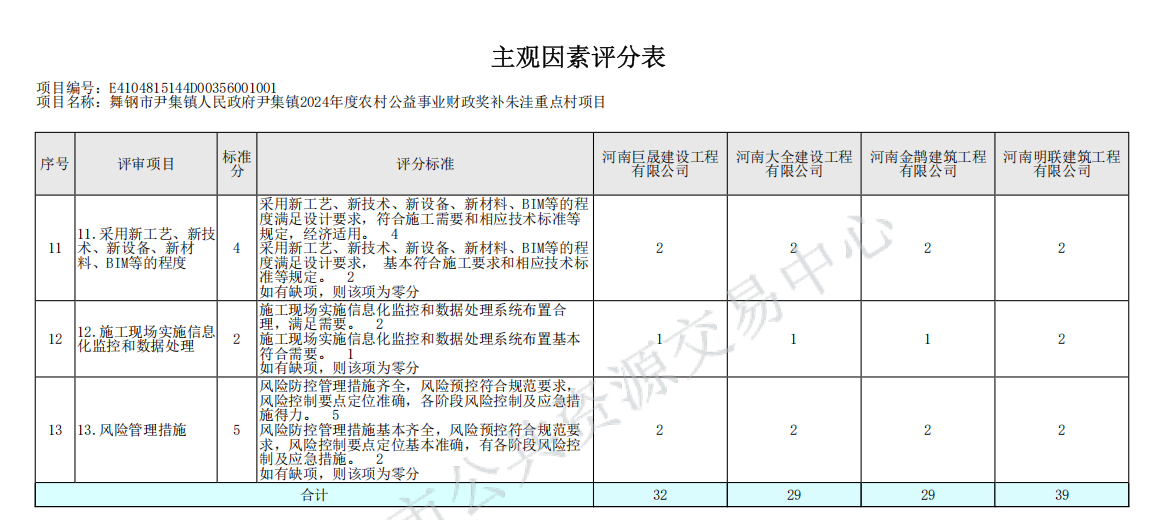 主观因素评分表
项目编号：E4104815144D00356001001
项目名称：舞钢市尹集镇人民政府尹集镇2024年度农村公益事业财政奖补朱洼重点村项目
序号
评审项目
标准
分
评分标准
河南巨晟建设工程
有限公司
河南大全建设工程
有限公司
河南金鹊建筑工程
有限公司
河南明联建筑工程
有限公司
11
11.采用新工艺、新技
术、新设备、新材
料、BIM等的程度
4
采用新工艺、新技术、新设备、新材料、BIM等的程
度满足设计要求，符合施工需要和相应技术标准等
规定，经济适用。 4
采用新工艺、新技术、新设备、新材料、BIM等的程
度满足设计要求， 基本符合施工要求和相应技术标
准等规定。 2
如有缺项，则该项为零分
2
2
2
2
12
12.施工现场实施信息
化监控和数据处理
2
施工现场实施信息化监控和数据处理系统布置合
理，满足需要。 2
施工现场实施信息化监控和数据处理系统布置基本
符合需要。 1
如有缺项，则该项为零分
1
1
1
2
13
13.风险管理措施
5
风险防控管理措施齐全，风险预控符合规范要求，
风险控制要点定位准确，各阶段风险控制及应急措
施得力。 5
风险防控管理措施基本齐全，风险预控符合规范要
求，风险控制要点定位基本准确，有各阶段风险控
制及应急措施。 2
如有缺项，则该项为零分
2
2
2
2
合计
32
29
29
39
市公共资源交易中心